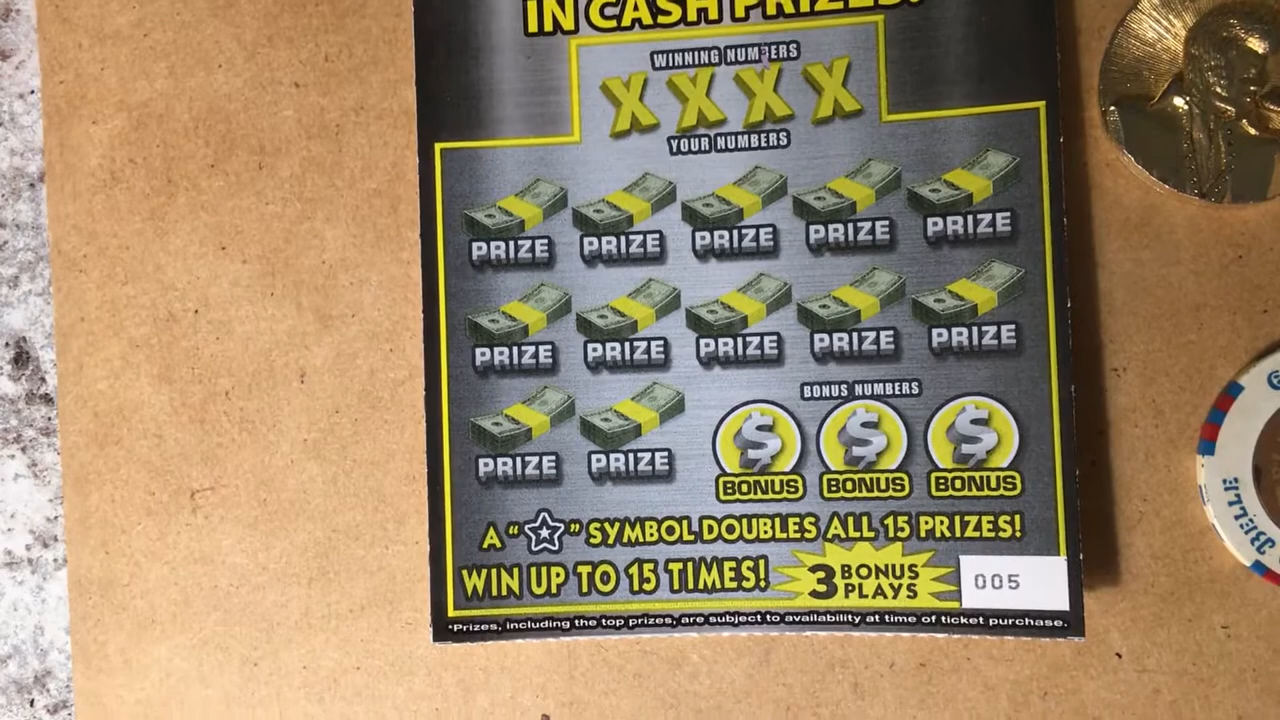 IN CASH PRIZES!
WINNING NUMBERS
X X X X
YOUR NUMBERS
PRIZE PRIZE PRIZE PRIZE PRIZE
PRIZE PRIZE PRIZE PRIZE PRIZE
BONUS NUMBERS
PRIZE PRIZE
$ $ $
BONUS BONUS BONUS
A “☆” SYMBOL DOUBLES ALL 15 PRIZES!
WIN UP TO 15 TIMES! 3 BONUS PLAYS
005
*Prizes, including the top prizes, are subject to availability at time of ticket purchase.